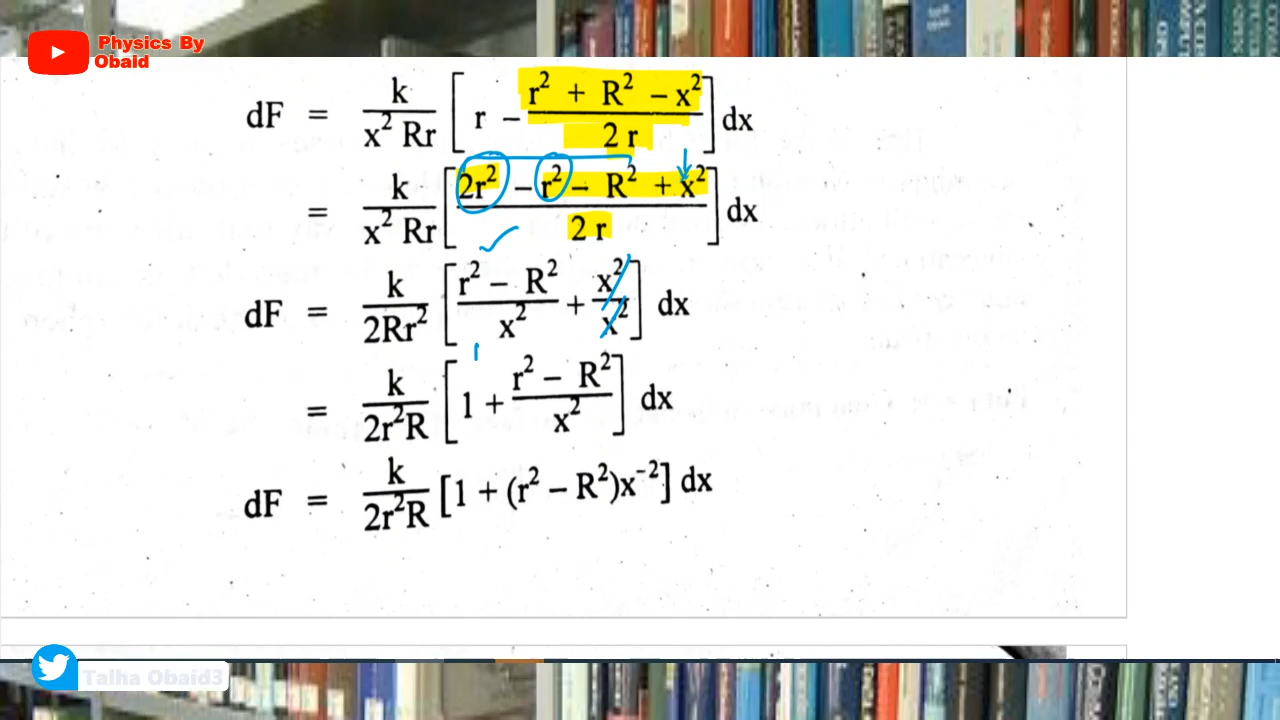 Physics By
Obaid
dF = k/(x² Rr) [ r − (r² + R² − x²)/(2 r) ] dx
= k/(x² Rr) [ (2r² − r² − R² + x²)/(2 r) ] dx
dF = k/(2Rr²) [ (r² − R²)/x² + x²/x² ] dx
= k/(2r²R) [ 1 + (r² − R²)/x² ] dx
dF = k/(2r²R) [1 + (r² − R²)x⁻²] dx
Talha Obaid3